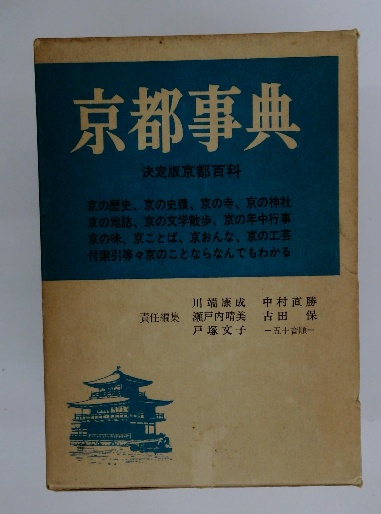 京都事典
決定版京都百科
京の歴史、京の史蹟、京の寺、京の神社
京の地誌、京の文学散歩、京の年中行事
京の味、京ことば、京おんな、京の工芸
付索引等々京のことならなんでもわかる
川端康成 中村直勝
責任編集 瀬戸内晴美 古田 保
戸塚文子 －五十音順－